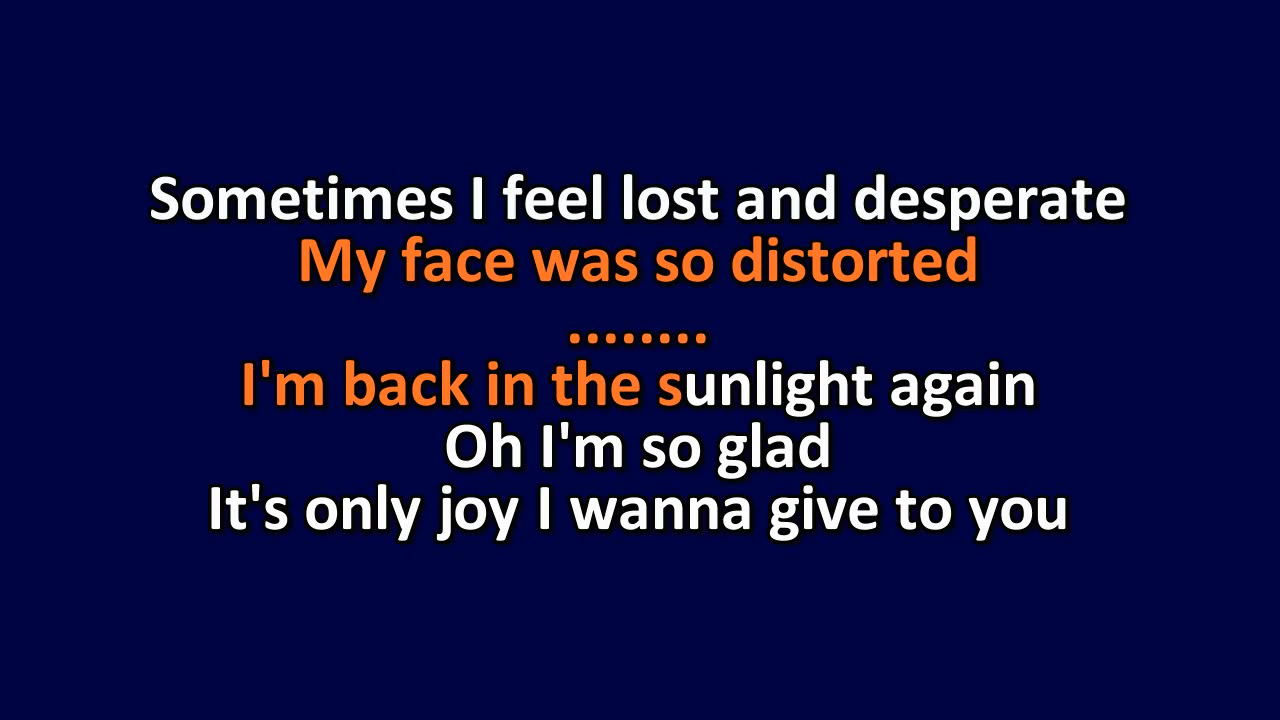 Sometimes I feel lost and desperate
My face was so distorted
........
I'm back in the sunlight again
Oh I'm so glad
It's only joy I wanna give to you